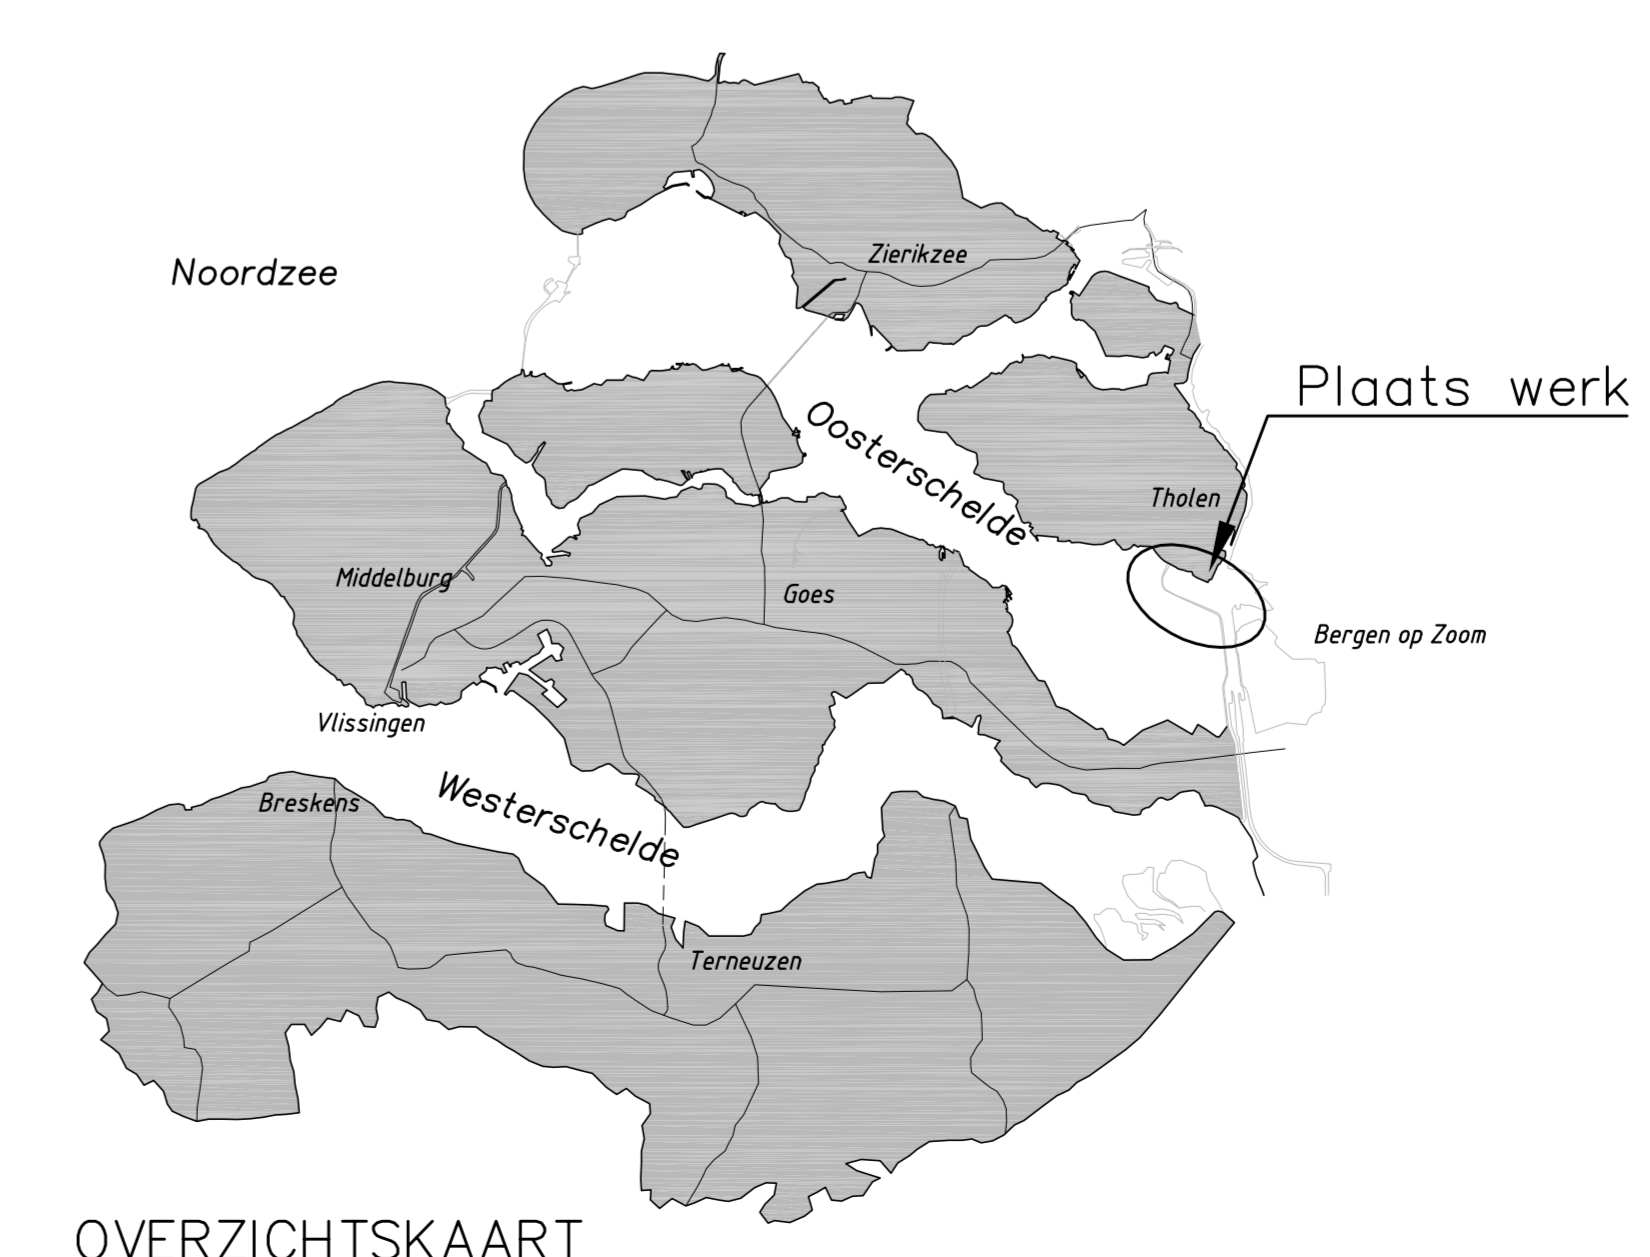 Zierikzee
Noordzee
Plaats werk
Oosterschelde
Tholen
Middelburg
Goes
Bergen op Zoom
Vlissingen
Westerschelde
Breskens
Terneuzen
OVERZICHTSKAART